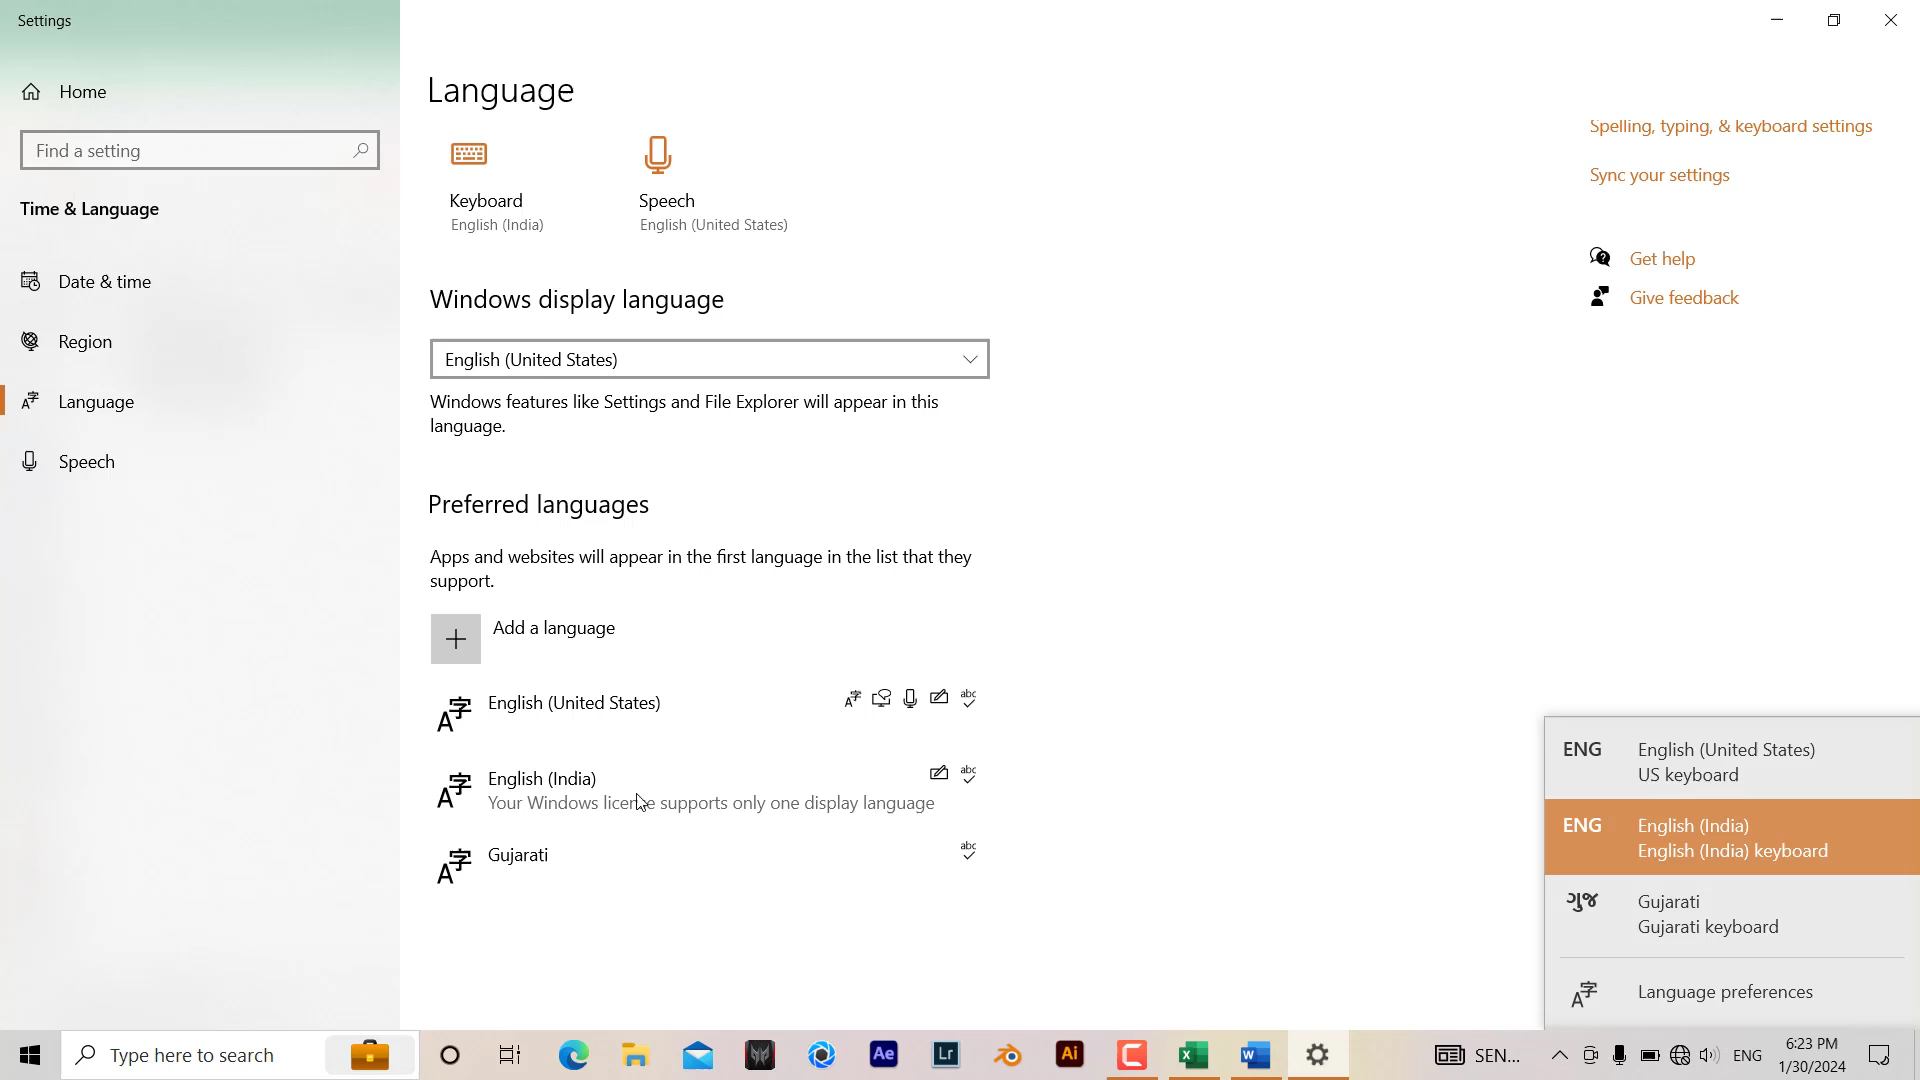 Settings
Home
Find a setting
Time & Language
Date & time
Region
Language
Speech
Language
Keyboard
English (India)
Speech
English (United States)
Windows display language
English (United States)
Windows features like Settings and File Explorer will appear in this
language.
Preferred languages
Apps and websites will appear in the first language in the list that they
support.
Add a language
English (United States)
English (India)
Your Windows license supports only one display language
Gujarati
Spelling, typing, & keyboard settings
Sync your settings
Get help
Give feedback
ENG English (United States)
US keyboard
ENG English (India)
English (India) keyboard
ગુજ Gujarati
Gujarati keyboard
Language preferences
Type here to search
Ae
Lr
Ai
SEN...
ENG
6:23 PM
1/30/2024